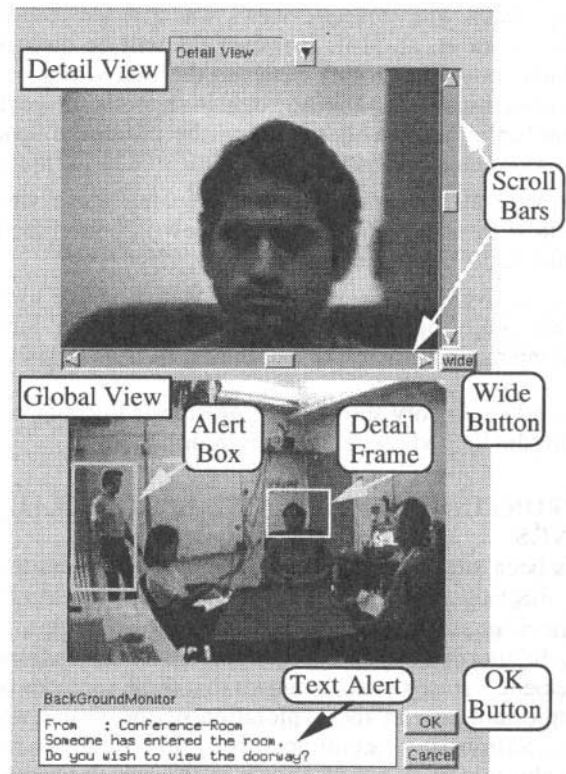 Detail View
Detail View
Scroll
Bars
wide
Global View
Wide
Button
Alert
Box
Detail
Frame
Text Alert
OK
Button
BackGroundMonitor
From : Conference-Room
Someone has entered the room.
Do you wish to view the doorway?
OK
Cancel